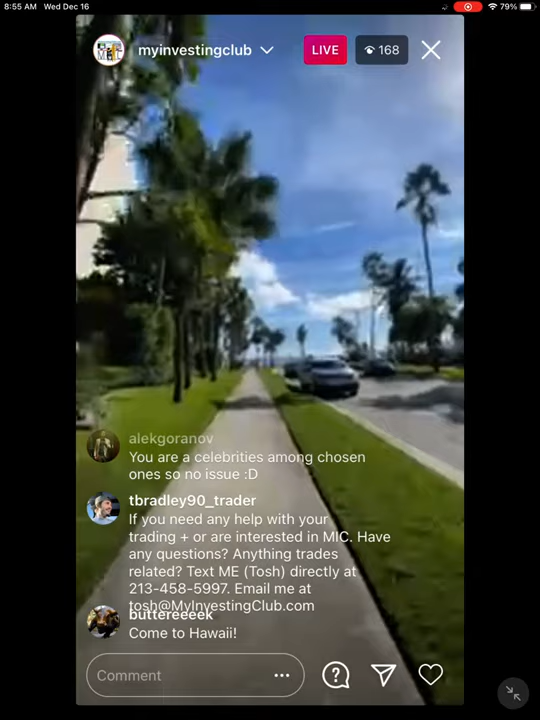 8:55 AM Wed Dec 16
79%
myinvestingclub
LIVE
168
alekgoranov
You are a celebrities among chosen
ones so no issue :D
tbradley90_trader
If you need any help with your
trading + or are interested in MIC. Have
any questions? Anything trades
related? Text ME (Tosh) directly at
213-458-5997. Email me at
tosh@MyInvestingClub.com
buttereeeek
Come to Hawaii!
Comment